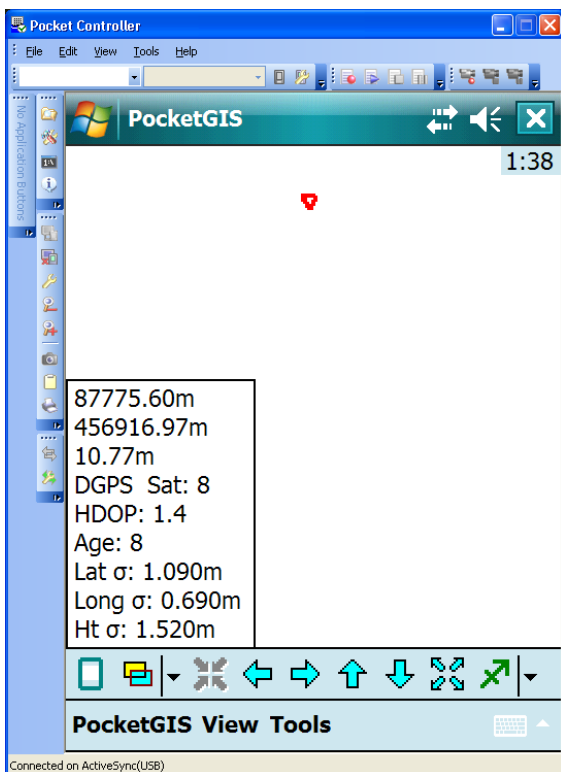 Pocket Controller
File Edit View Tools Help
No Application Buttons
PocketGIS
1:38
87775.60m
456916.97m
10.77m
DGPS Sat: 8
HDOP: 1.4
Age: 8
Lat σ: 1.090m
Long σ: 0.690m
Ht σ: 1.520m
PocketGIS View Tools
Connected on ActiveSync(USB)